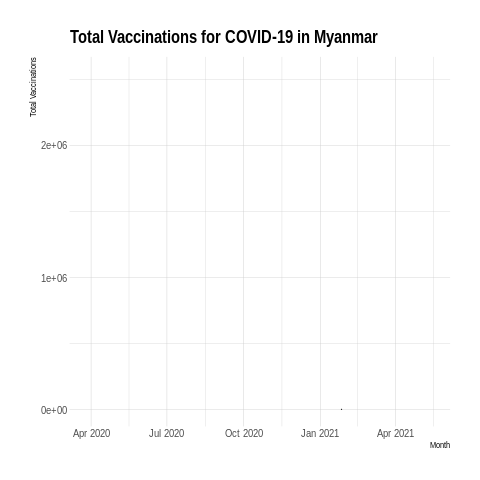 Total Vaccinations for COVID-19 in Myanmar
Total Vaccinations
2e+06
1e+06
0e+00
Apr 2020
Jul 2020
Oct 2020
Jan 2021
Apr 2021
Month